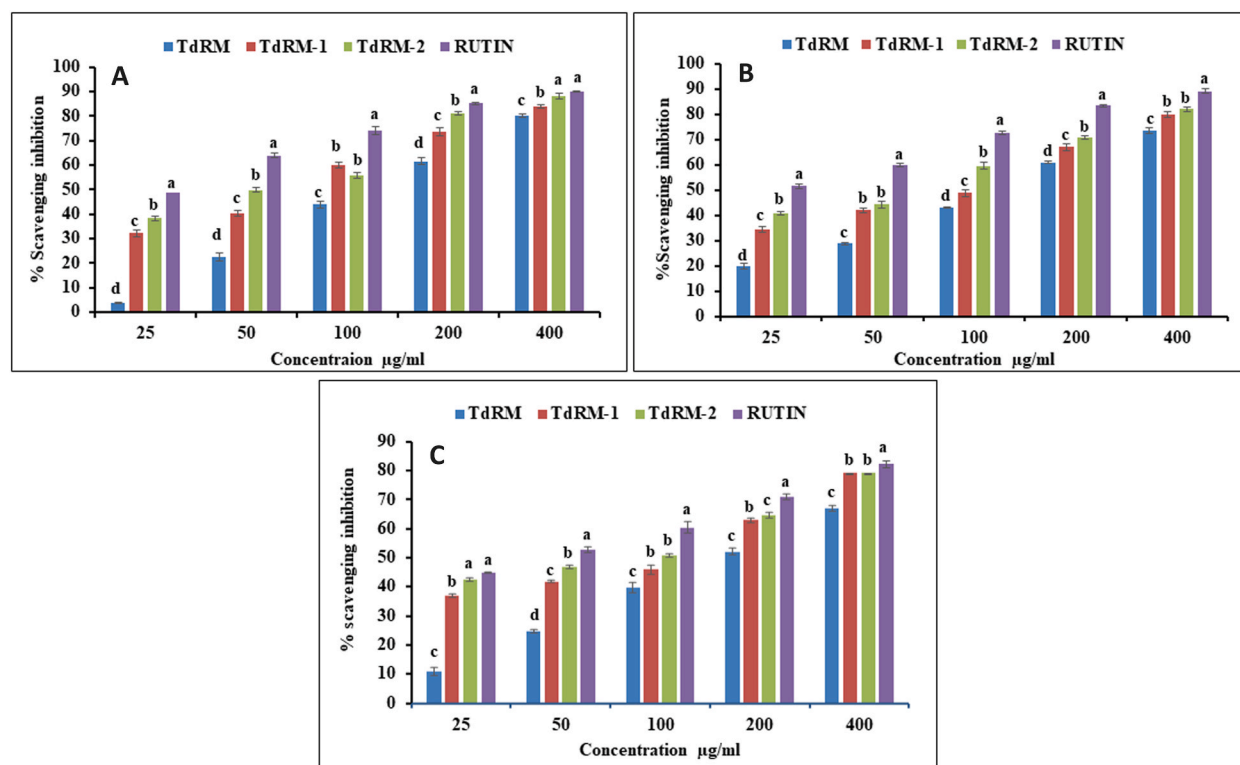 TdRM TdRM-1 TdRM-2 RUTIN
A
100
90
80
70
60
50
40
30
20
10
0
% Scavenging inhibition
d c b a
d c b a
c b b a
d c b a
c c a a
25 50 100 200 400
Concentraion µg/ml
TdRM TdRM-1 TdRM-2 RUTIN
B
100
90
80
70
60
50
40
30
20
10
0
%Scavenging inhibition
d c b a
c b b a
d c b a
d c b a
c b b a
25 50 100 200 400
Concentration µg/ml
TdRM TdRM-1 TdRM-2 RUTIN
C
90
80
70
60
50
40
30
20
10
0
% scavenging inhibition
c b a a
d c b a
c b b a
c b c a
c b b a
25 50 100 200 400
Concentration µg/ml